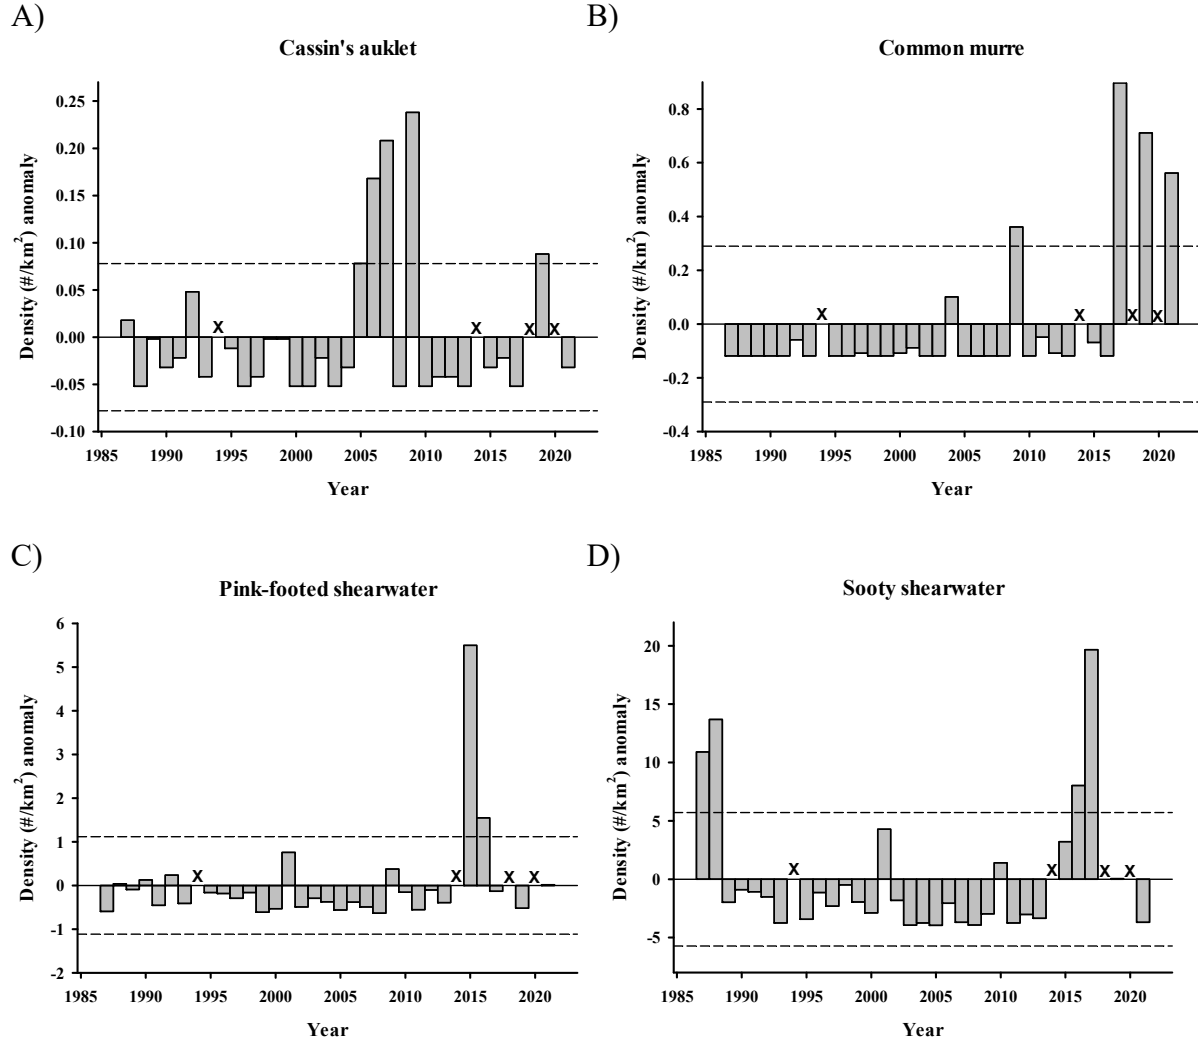 A)
Cassin's auklet
Density (#/km²) anomaly
0.25
0.20
0.15
0.10
0.05
0.00
-0.05
-0.10
X
X
X
X
1985 1990 1995 2000 2005 2010 2015 2020
Year
B)
Common murre
Density (#/km²) anomaly
0.8
0.6
0.4
0.2
0.0
-0.2
-0.4
X
X
X
X
1985 1990 1995 2000 2005 2010 2015 2020
Year
C)
Pink-footed shearwater
Density (#/km²) anomaly
6
5
4
3
2
1
0
-1
-2
X
X
X
X
1985 1990 1995 2000 2005 2010 2015 2020
Year
D)
Sooty shearwater
Density (#/km²) anomaly
20
15
10
5
0
-5
X
X
X
X
1985 1990 1995 2000 2005 2010 2015 2020
Year